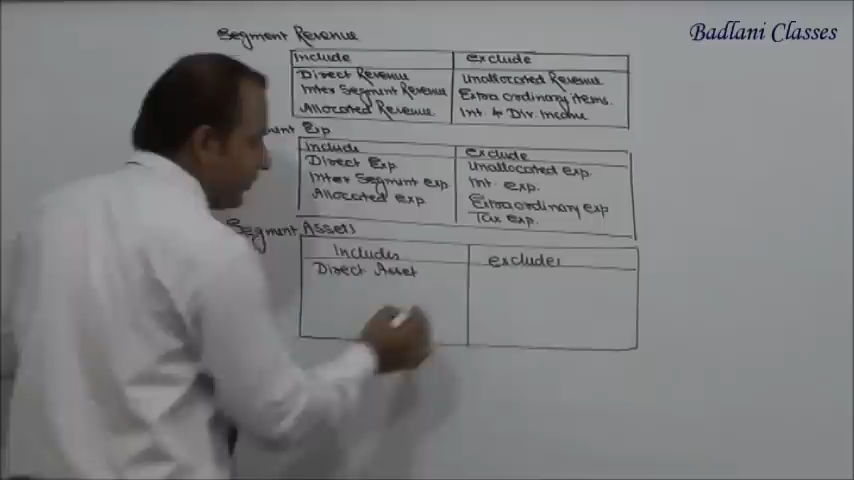 Badlani Classes
Segment Revenue
Include exclude
Direct Revenue Unallocated Revenue
Inter Segment Revenue Extra ordinary items.
Allocated Revenue Int & Div. Income
ment Exp
Include Exclude
Direct Exp Unallocated exp.
Inter Segment exp Int. exp.
Allocated exp. Extraordinary exp
Tax exp.
Segment Assets
Includes excludes
Direct Asset